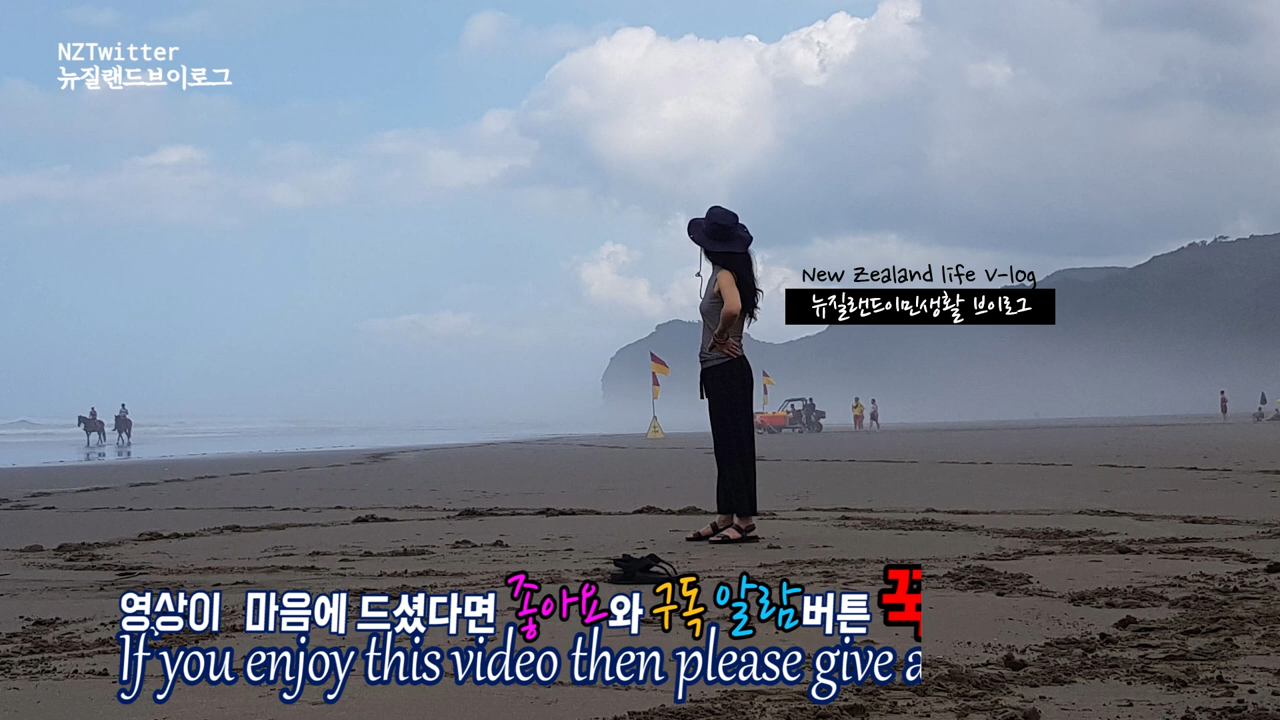 NZTwitter
뉴질랜드브이로그
New Zealand life V-log
뉴질랜드이민생활 브이로그
영상이 마음에 드셨다면 좋아요와 구독 알람버튼 꾹
If you enjoy this video then please give a